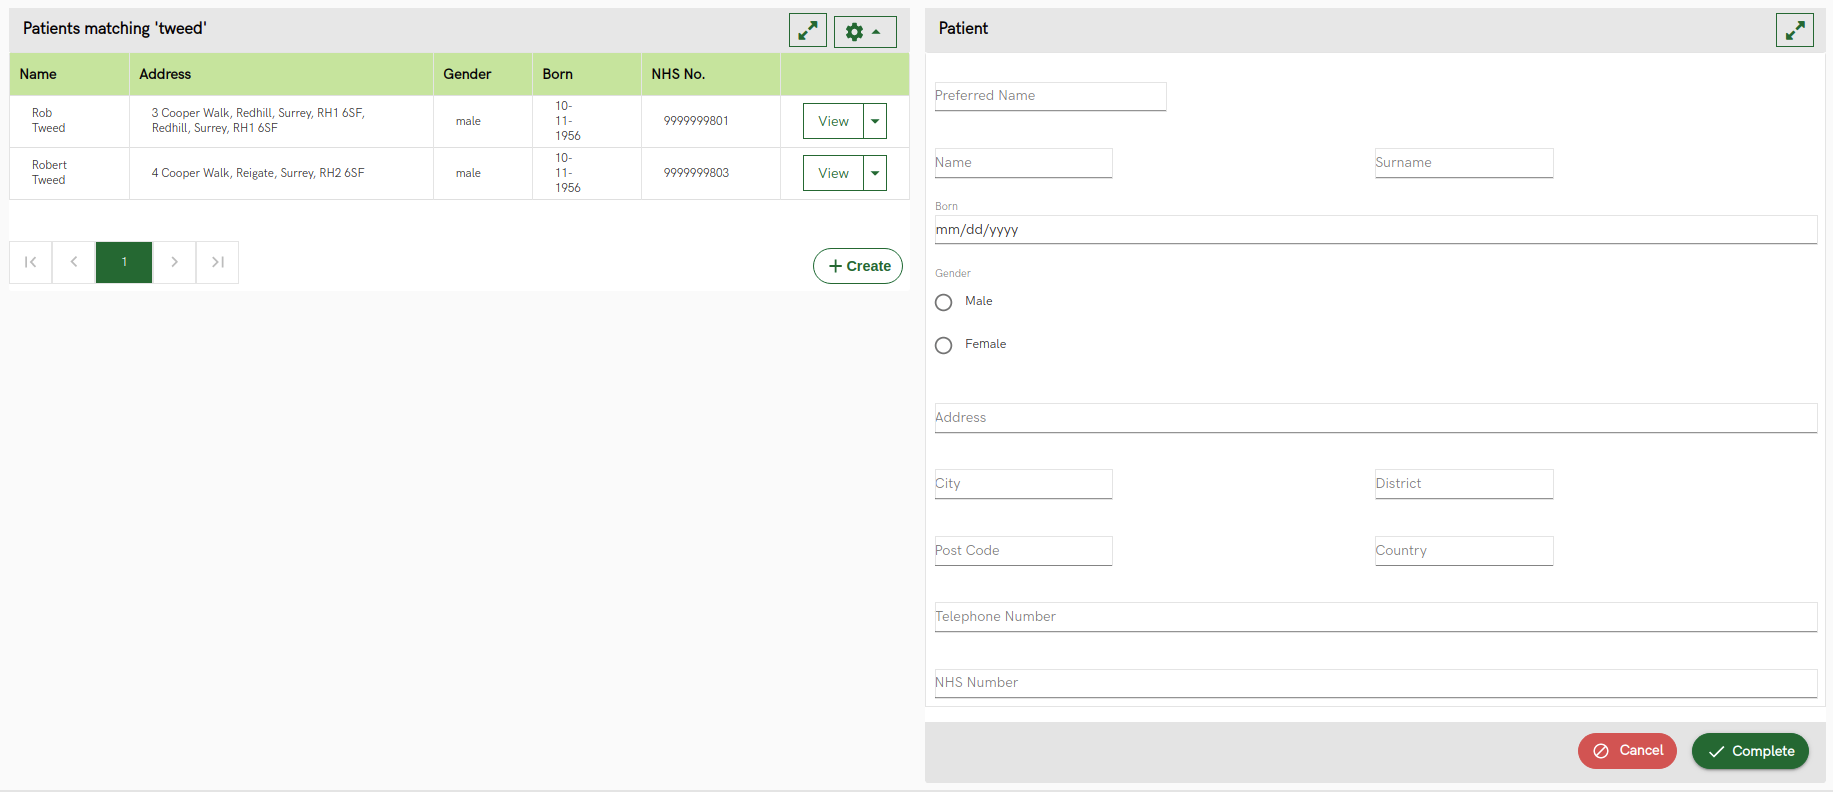 Patients matching 'tweed'
Name Address Gender Born NHS No.
Rob
Tweed
3 Cooper Walk, Redhill, Surrey, RH1 6SF,
Redhill, Surrey, RH1 6SF
male
10-
11-
1956
9999999801
View
Robert
Tweed
4 Cooper Walk, Reigate, Surrey, RH2 6SF
male
10-
11-
1956
9999999803
View
1
Create
Patient
Preferred Name
Name Surname
Born
mm/dd/yyyy
Gender
Male
Female
Address
City District
Post Code Country
Telephone Number
NHS Number
Cancel Complete